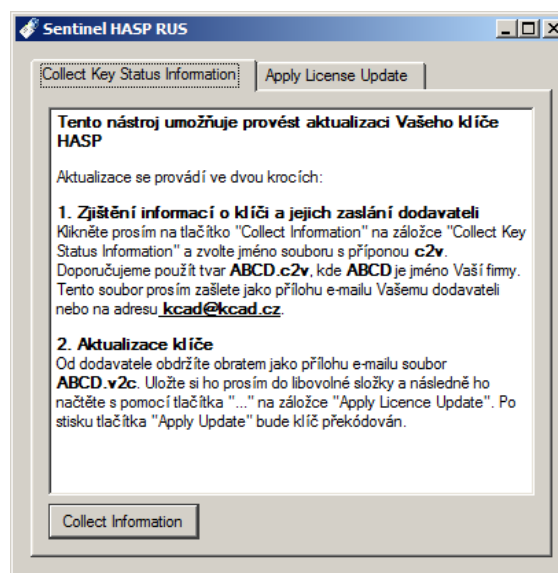 Sentinel HASP RUS
Collect Key Status Information
Apply License Update
Tento nástroj umožňuje provést aktualizaci Vašeho klíče
HASP
Aktualizace se provádí ve dvou krocích:
1. Zjištění informací o klíči a jejich zaslání dodavateli
Klikněte prosím na tlačítko "Collect Information" na záložce "Collect Key
Status Information" a zvolte jméno souboru s příponou c2v.
Doporučujeme použít tvar ABCD.c2v, kde ABCD je jméno Vaší firmy.
Tento soubor prosím zašlete jako přílohu e-mailu Vašemu dodavateli
nebo na adresu kcad@kcad.cz.
2. Aktualizace klíče
Od dodavatele obdržíte obratem jako přílohu e-mailu soubor
ABCD.v2c. Uložte si ho prosím do libovolné složky a následně ho
načtěte s pomocí tlačítka "..." na záložce "Apply Licence Update". Po
stisku tlačítka "Apply Update" bude klíč překódován.
Collect Information